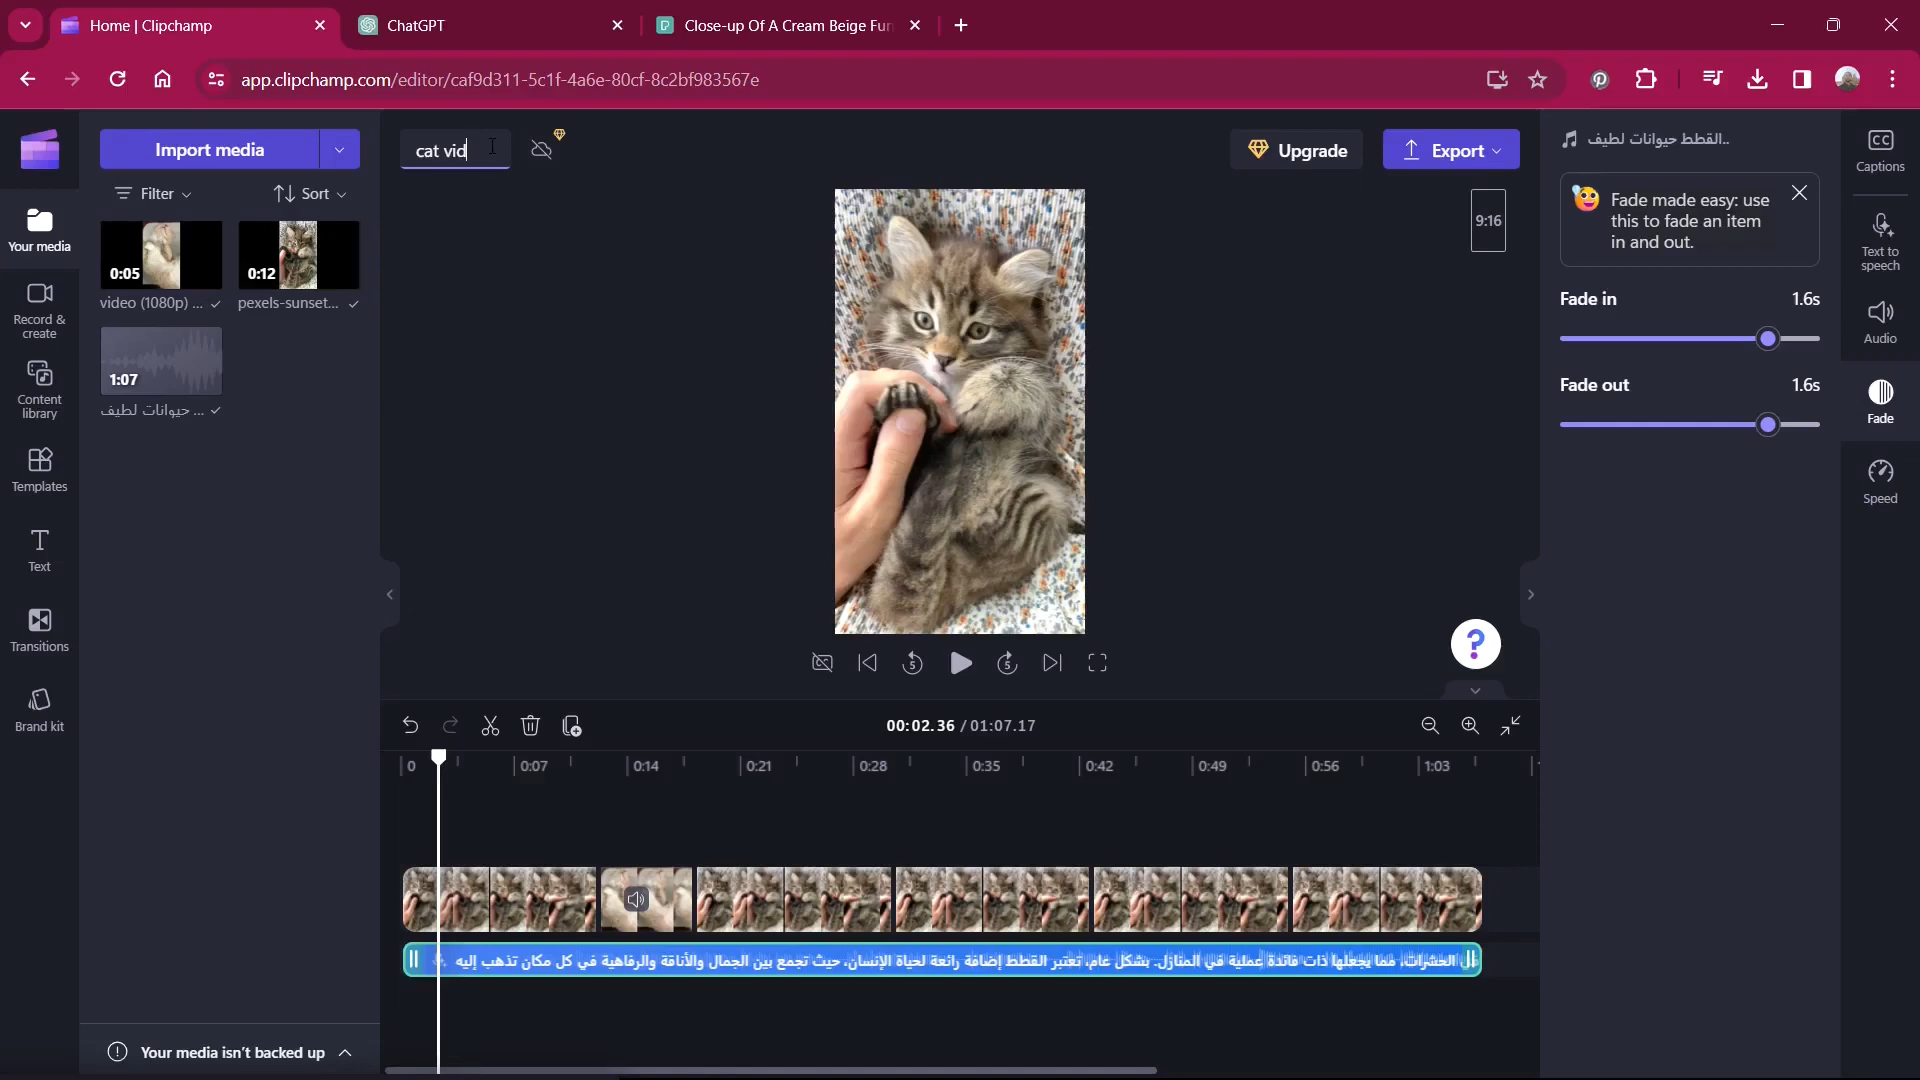 Home | Clipchamp
ChatGPT
Close-up Of A Cream Beige Fur
app.clipchamp.com/editor/caf9d311-5c1f-4a6e-80cf-8c2bf983567e
Import media
cat vid
Upgrade
Export
القطط حيوانات لطيف..
Captions
Filter
Sort
Fade made easy: use
this to fade an item
in and out.
9:16
Your media
0:05
0:12
video (1080p) ...
pexels-sunset...
Text to
speech
Record &
create
Fade in
1.6s
Audio
1:07
حيوانات لطيف ...
Content
library
Fade out
1.6s
Fade
Templates
Speed
Text
Transitions
Brand kit
5
5
?
00:02.36 / 01:07.17
0
0:07
0:14
0:21
0:28
0:35
0:42
0:49
0:56
1:03
الحشرات، مما يجعلها ذات فائدة عملية في المنازل. بشكل عام، تعتبر القطط إضافة رائعة لحياة الإنسان، حيث تجمع بين الجمال والأناقة والرفاهية في كل مكان تذهب إليه
Your media isn't backed up